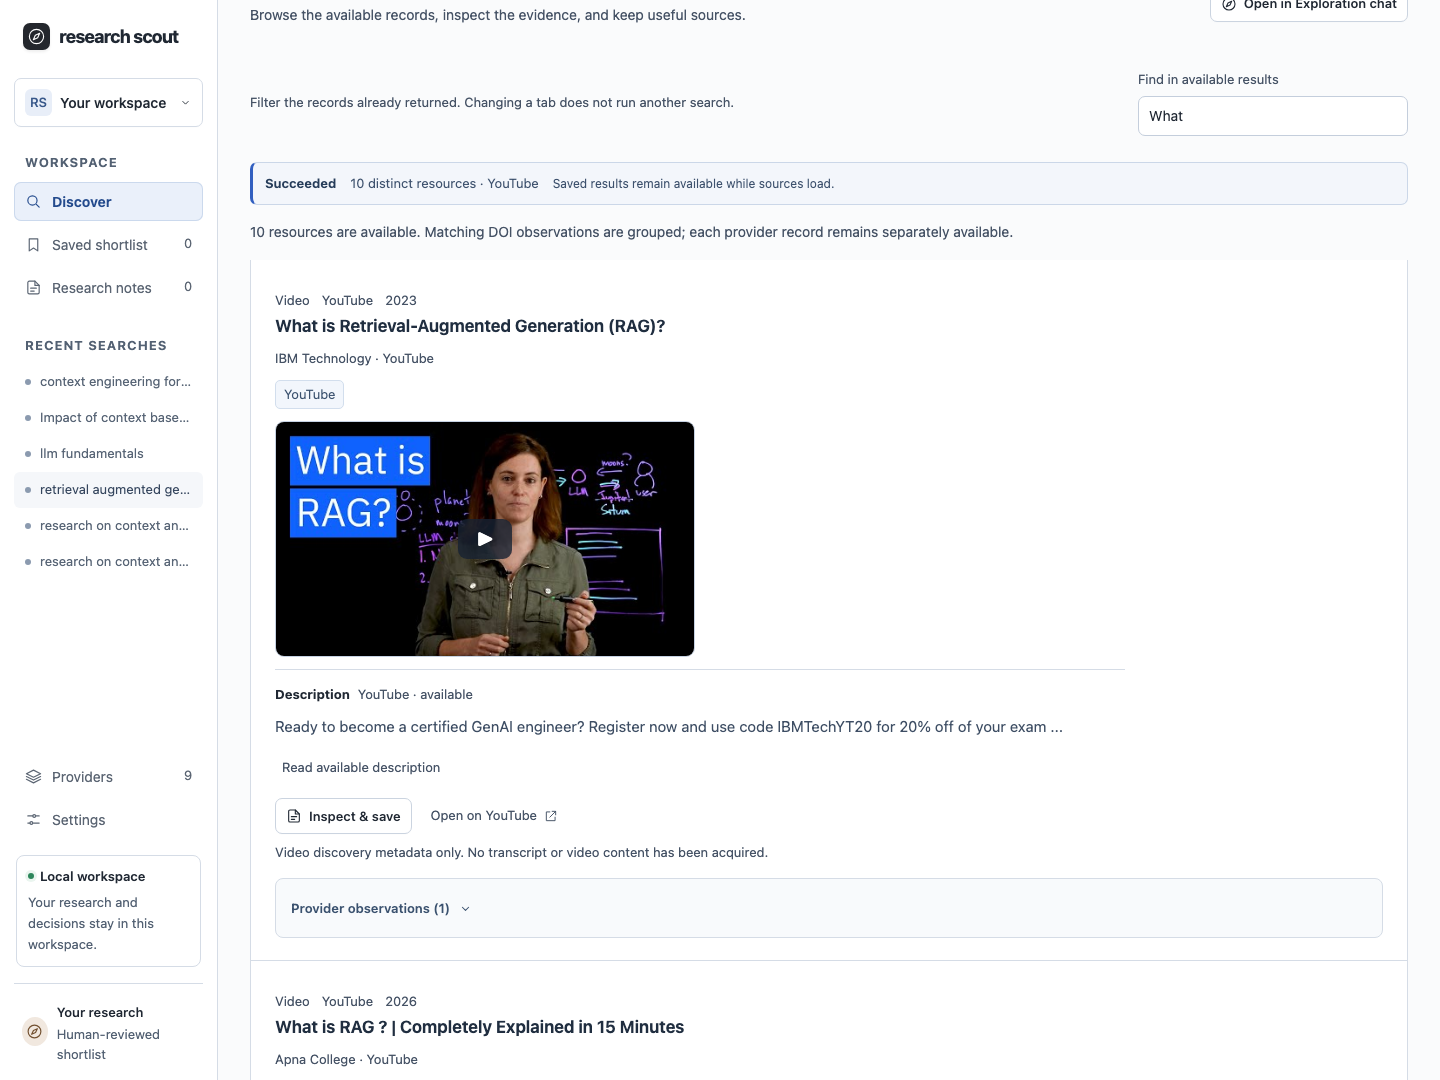 research scout
RS Your workspace
WORKSPACE
Discover
Saved shortlist 0
Research notes 0
RECENT SEARCHES
context engineering for...
Impact of context base...
llm fundamentals
retrieval augmented ge...
research on context an...
research on context an...
Providers 9
Settings
Local workspace
Your research and
decisions stay in this
workspace.
Your research
Human-reviewed
shortlist
Browse the available records, inspect the evidence, and keep useful sources.
Open in Exploration chat
Find in available results
Filter the records already returned. Changing a tab does not run another search.
What
Succeeded 10 distinct resources · YouTube Saved results remain available while sources load.
10 resources are available. Matching DOI observations are grouped; each provider record remains separately available.
Video YouTube 2023
What is Retrieval-Augmented Generation (RAG)?
IBM Technology · YouTube
YouTube
What is
RAG?
moons?
LLM
user
Jupiter
Saturn
LLM
1.
2.
Description YouTube · available
Ready to become a certified GenAI engineer? Register now and use code IBMTechYT20 for 20% off of your exam ...
Read available description
Inspect & save Open on YouTube
Video discovery metadata only. No transcript or video content has been acquired.
Provider observations (1)
Video YouTube 2026
What is RAG ? | Completely Explained in 15 Minutes
Apna College · YouTube